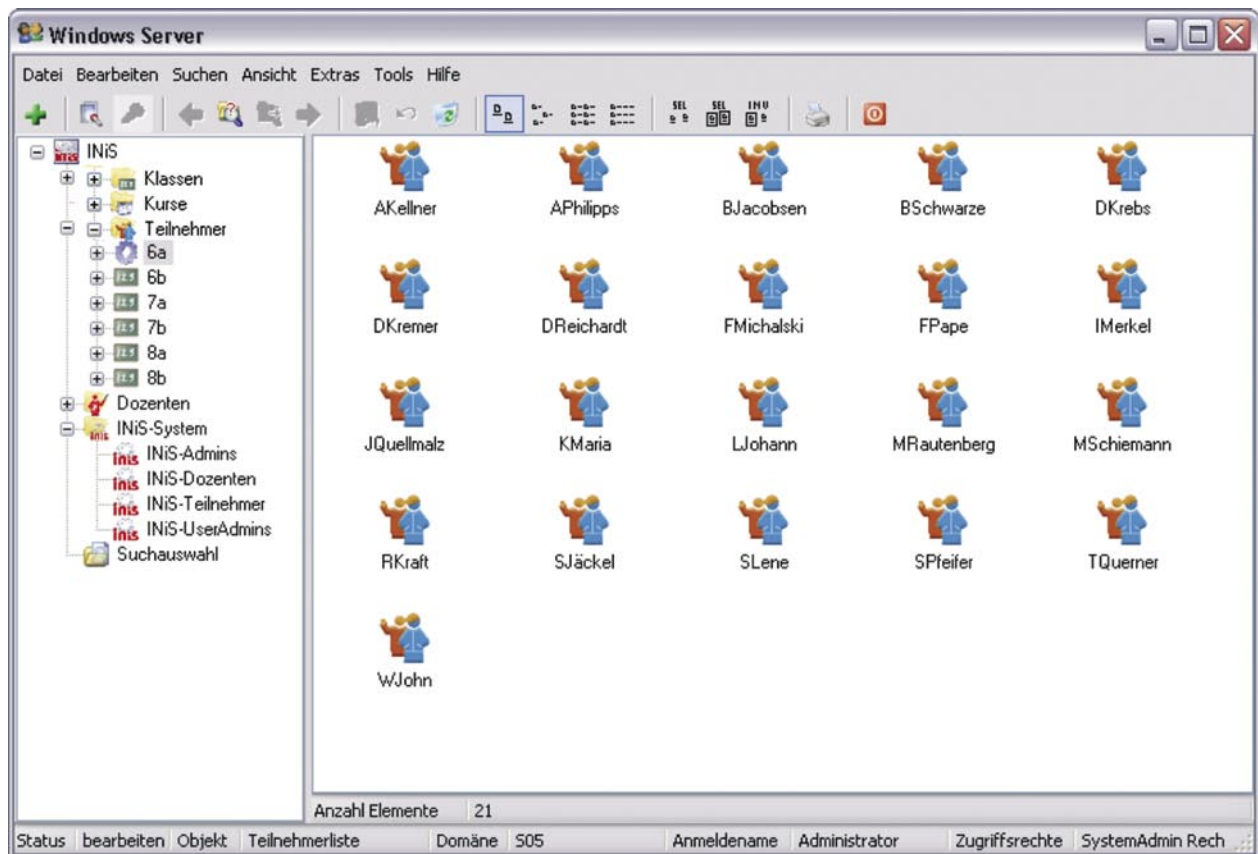 Windows Server
Datei Bearbeiten Suchen Ansicht Extras Tools Hilfe
SEL SEL INV
INiS
Klassen
Kurse
Teilnehmer
6a
6b
7a
7b
8a
8b
Dozenten
INiS-System
INiS-Admins
INiS-Dozenten
INiS-Teilnehmer
INiS-UserAdmins
Suchauswahl
AKellner APhilipps BJacobsen BSchwarze DKrebs
DKremer DReichardt FMichalski FPape IMerkel
JQuellmalz KMaria LJohann MRautenberg MSchiemann
RKraft SJäckel SLene SPfeifer TQuerner
WJohn
Anzahl Elemente 21
Status bearbeiten Objekt Teilnehmerliste Domäne S05 Anmeldename Administrator Zugriffsrechte SystemAdmin Rech